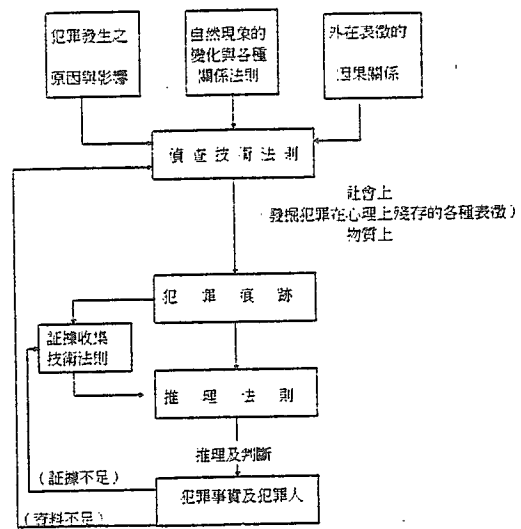 犯罪發生之
原因與影響
自然現象的
變化與各種
關係法則
外在表徵的
因果關係
偵查技術法則
社會上
發掘犯罪在心理上殘存的各種表徵)
物質上
犯罪痕跡
証據收集
技術法則
推理法則
推理及判斷
(証據不足)
犯罪事實及犯罪人
(資料不足)